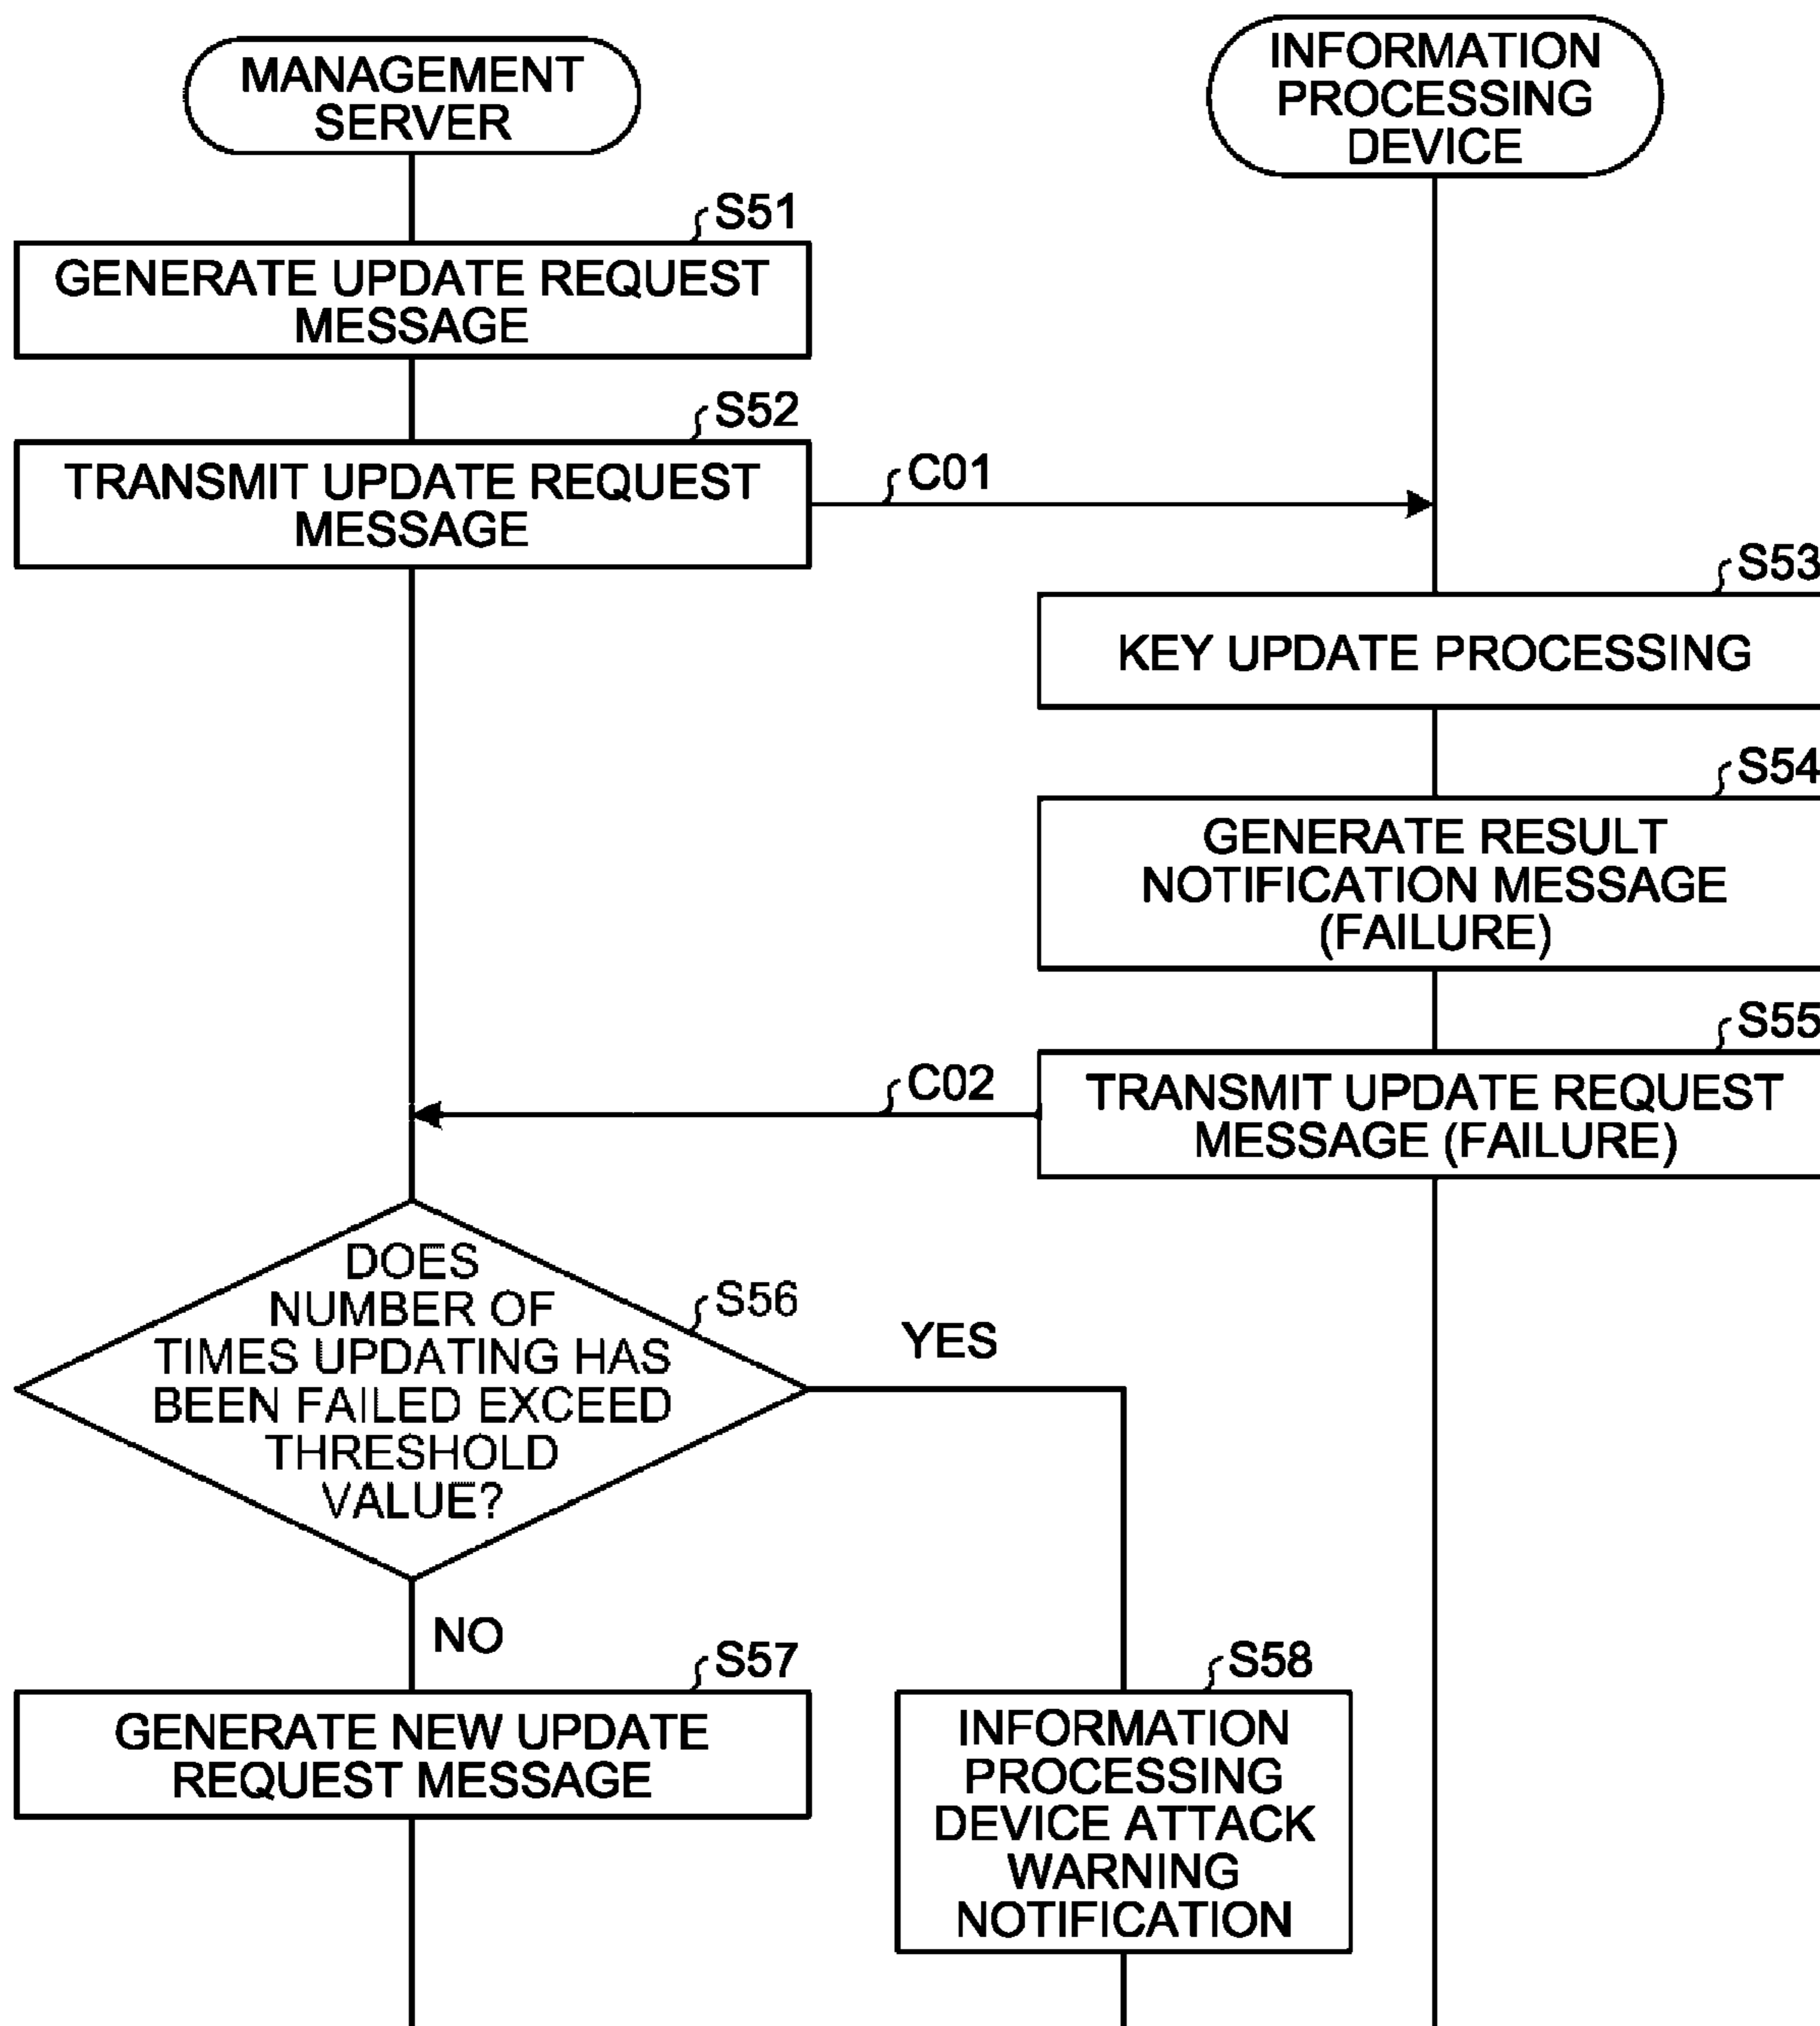 MANAGEMENT
SERVER
INFORMATION
PROCESSING
DEVICE
S51
GENERATE UPDATE REQUEST
MESSAGE
S52
TRANSMIT UPDATE REQUEST
MESSAGE
C01
S53
KEY UPDATE PROCESSING
S54
GENERATE RESULT
NOTIFICATION MESSAGE
(FAILURE)
S55
TRANSMIT UPDATE REQUEST
MESSAGE (FAILURE)
C02
DOES
NUMBER OF
TIMES UPDATING HAS
BEEN FAILED EXCEED
THRESHOLD
VALUE?
S56
YES
NO
S57
GENERATE NEW UPDATE
REQUEST MESSAGE
S58
INFORMATION
PROCESSING
DEVICE ATTACK
WARNING
NOTIFICATION